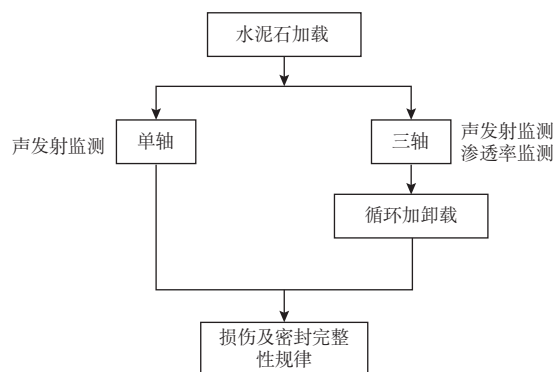 水泥石加载
声发射监测
单轴
三轴
声发射监测
渗透率监测
循环加卸载
损伤及密封完整
性规律